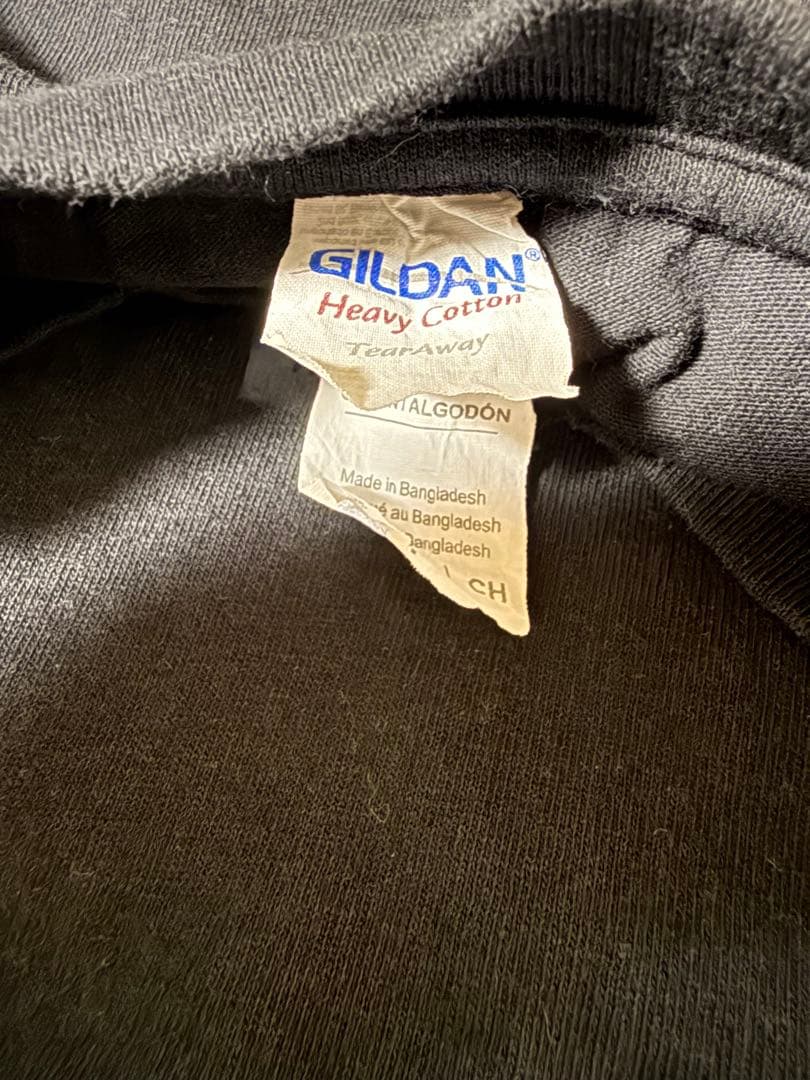 GILDAN®
Heavy Cotton
TearAway
ALGODÓN
Made in Bangladesh
au Bangladesh
Bangladesh
CH